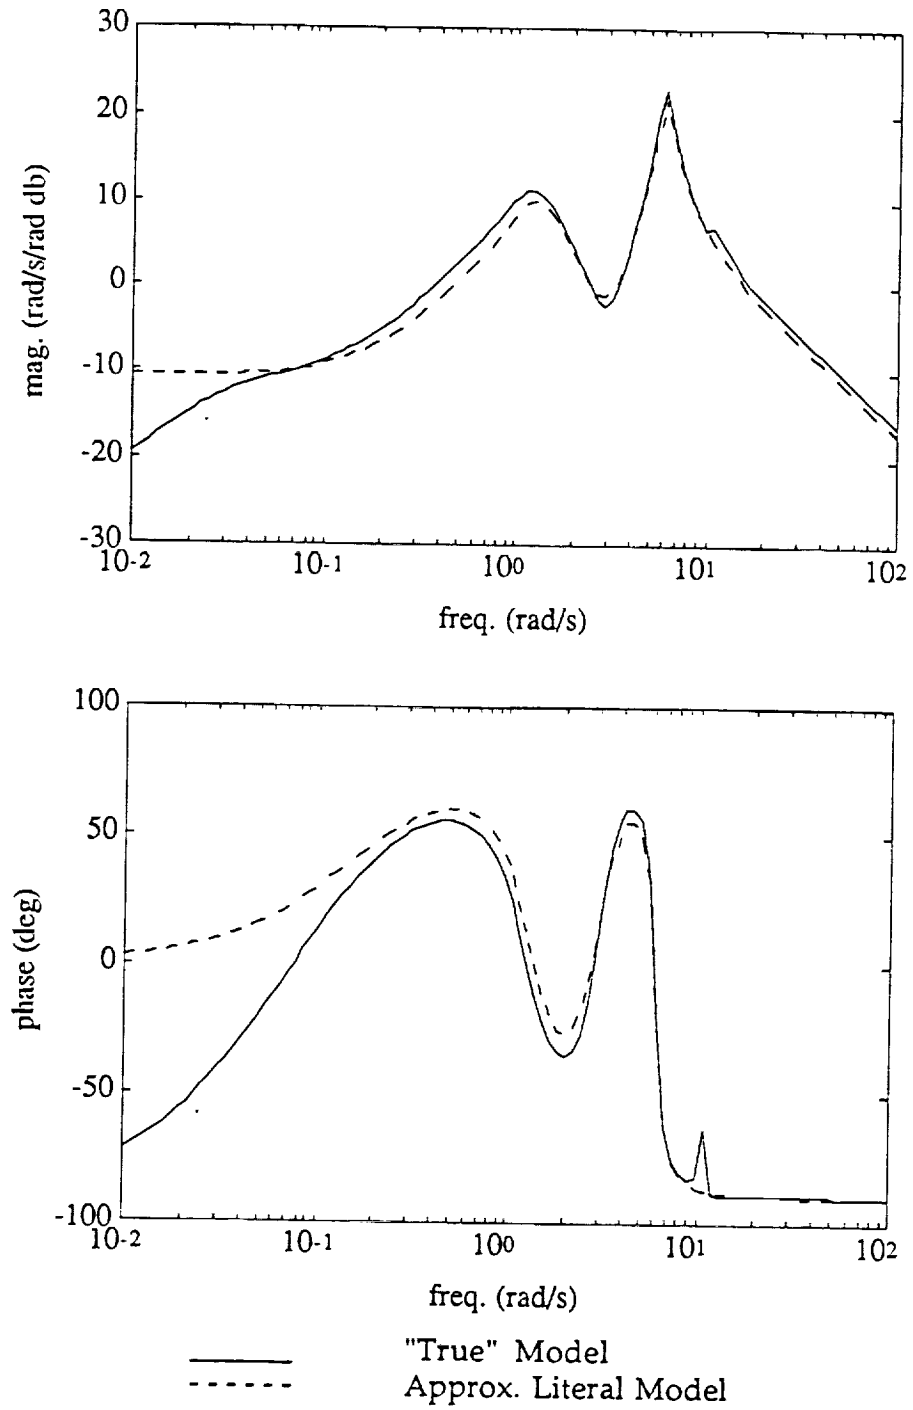 30
20
10
0
-10
-20
-30
mag. (rad/s/rad db)
10-2 10-1 100 101 102
freq. (rad/s)
100
50
0
-50
-100
phase (deg)
10-2 10-1 100 101 102
freq. (rad/s)
"True" Model
Approx. Literal Model